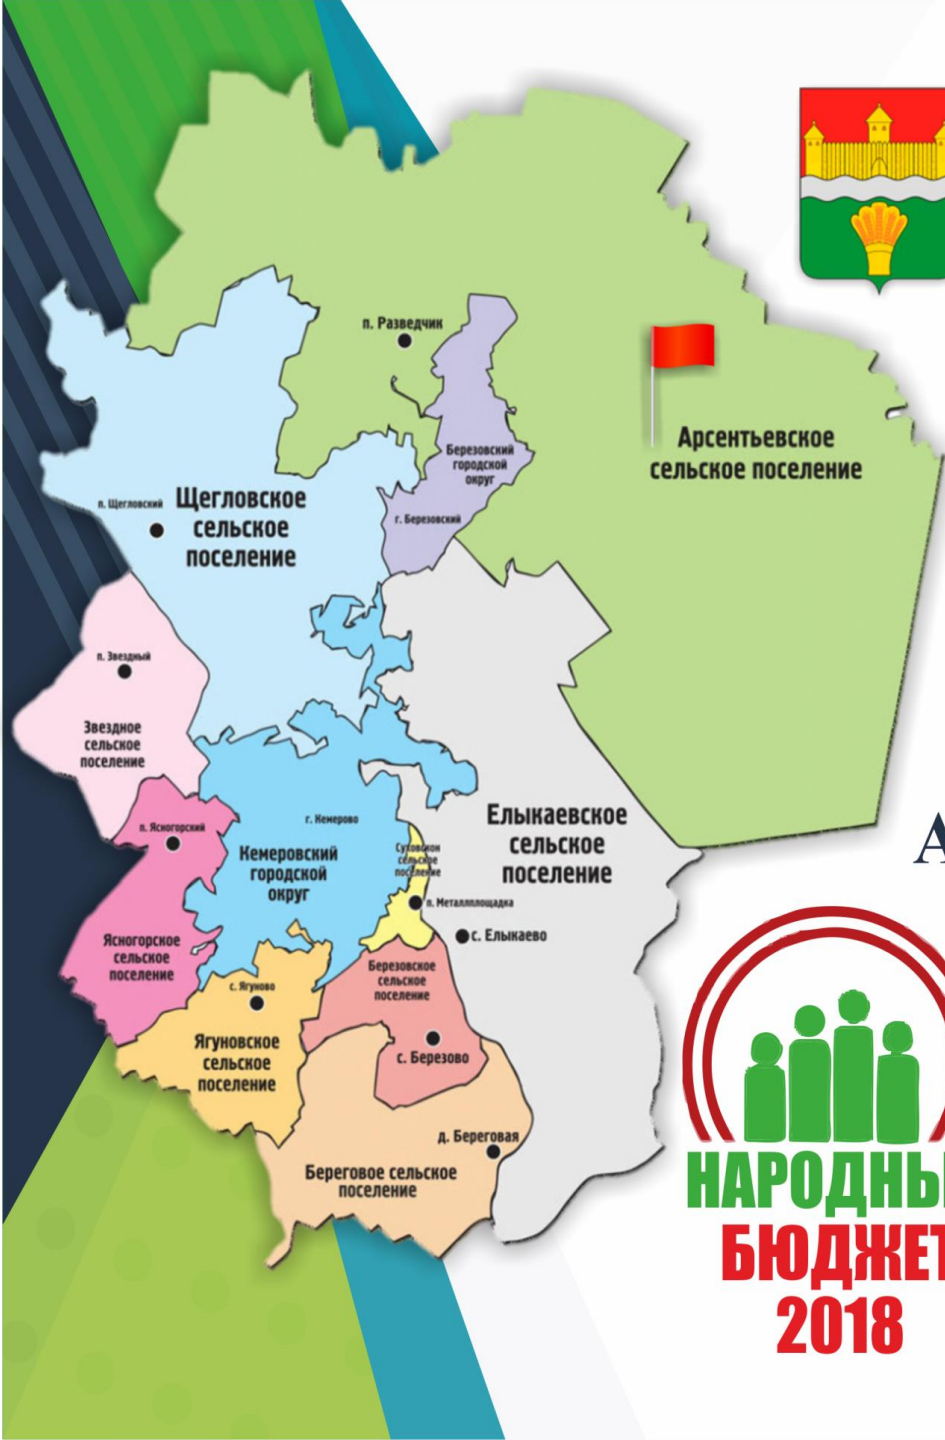 п. Разведчик
Арсентьевское
сельское поселение
Березовский
городской
округ
г. Березовский
п. Щегловский
Щегловское
сельское
поселение
п. Звездный
Звездное
сельское
поселение
п. Ясногорский
г. Кемерово
Кемеровский
городской
округ
Елыкаевское
сельское
поселение
сельское
поселение
п. Металлплощадка
с. Елыкаево
Ясногорское
сельское
поселение
с. Ягуново
Ягуновское
сельское
поселение
Березовское
сельское
поселение
с. Березово
д. Береговая
Береговое сельское
поселение
А
НАРОДНЫ
БЮДЖЕТ
2018